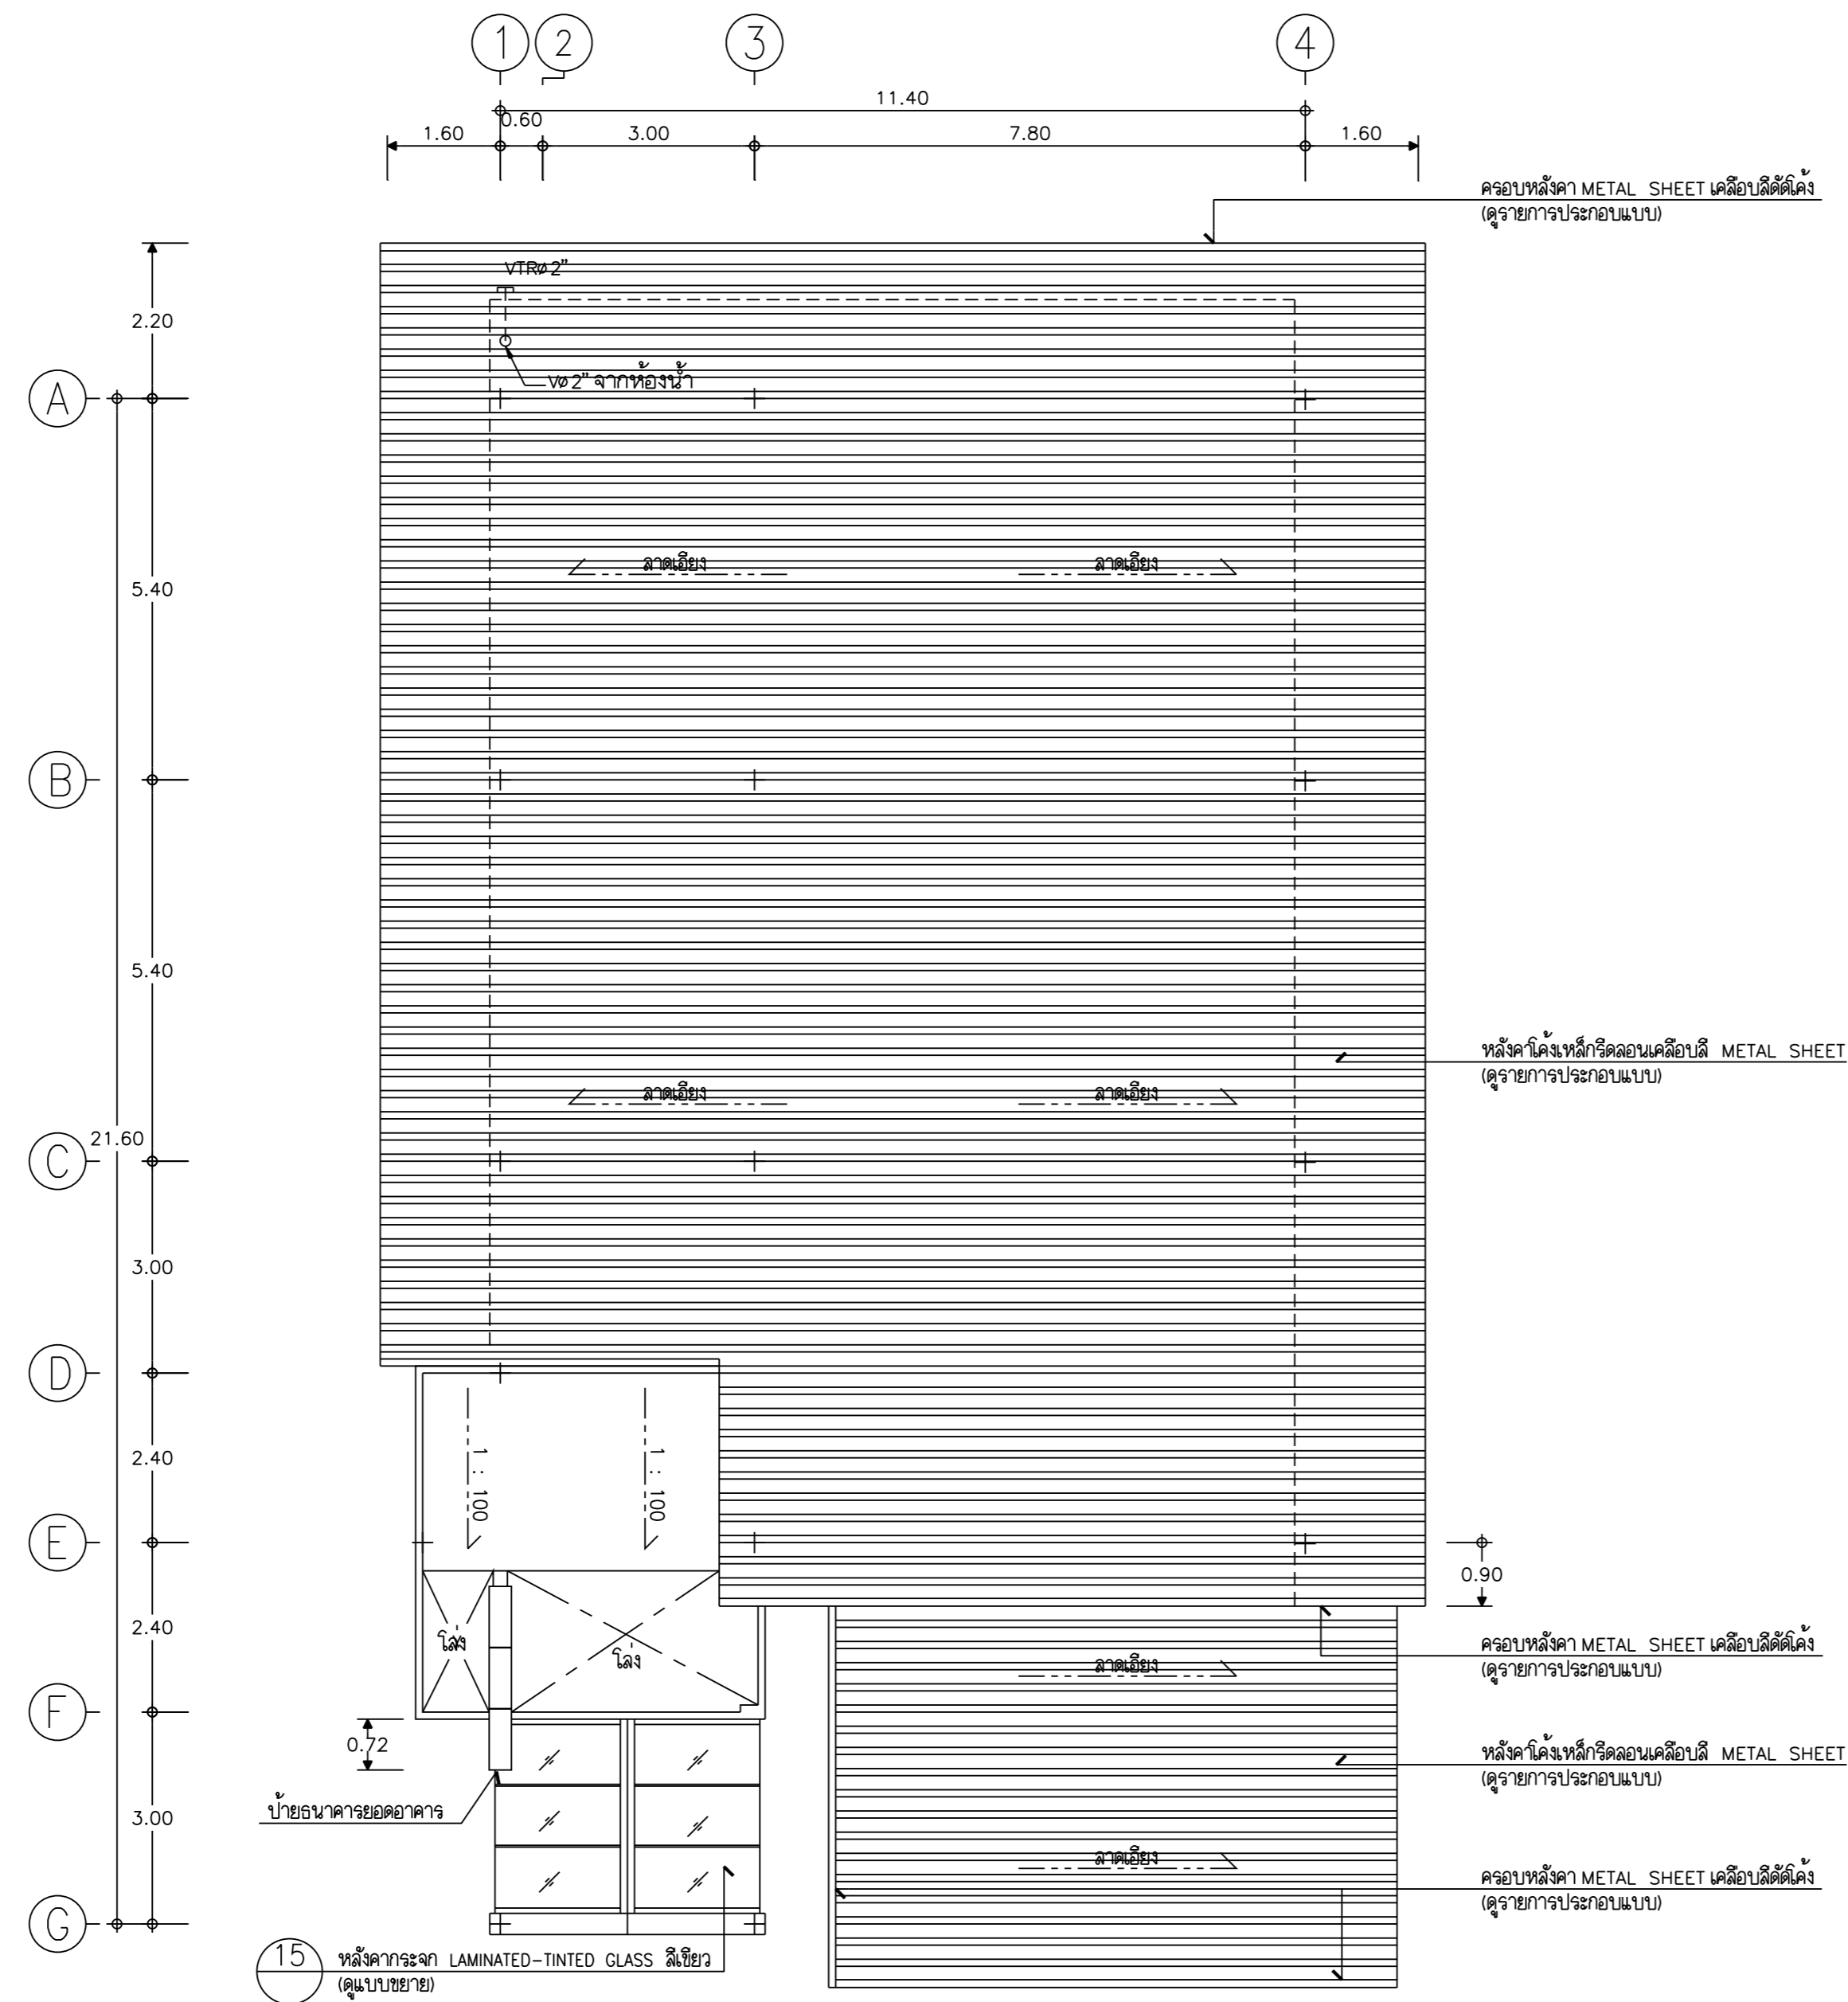 1 2 3 4
11.40
1.60 0.60 3.00 7.80 1.60
ครอบหลังคา METAL SHEET เคลือบสีดัดโค้ง
(ดูรายการประกอบแบบ)
VTRø2"
2.20
Vø2" จากห้องน้ำ
A
ลาดเอียง ลาดเอียง
5.40
B
5.40
หลังคาโค้งเหล็กรีดลอนเคลือบสี METAL SHEET
(ดูรายการประกอบแบบ)
ลาดเอียง ลาดเอียง
21.60
C
3.00
D
2.40
1 : 100
1 : 100
E
0.90
2.40
โล่ง
โล่ง
ครอบหลังคา METAL SHEET เคลือบสีดัดโค้ง
(ดูรายการประกอบแบบ)
ลาดเอียง
F
0.72
หลังคาโค้งเหล็กรีดลอนเคลือบสี METAL SHEET
(ดูรายการประกอบแบบ)
ป้ายธนาคารยอดอาคาร
3.00
ลาดเอียง
ครอบหลังคา METAL SHEET เคลือบสีดัดโค้ง
(ดูรายการประกอบแบบ)
G
15
หลังคากระจก LAMINATED-TINTED GLASS สีเขียว
(ดูแบบขยาย)